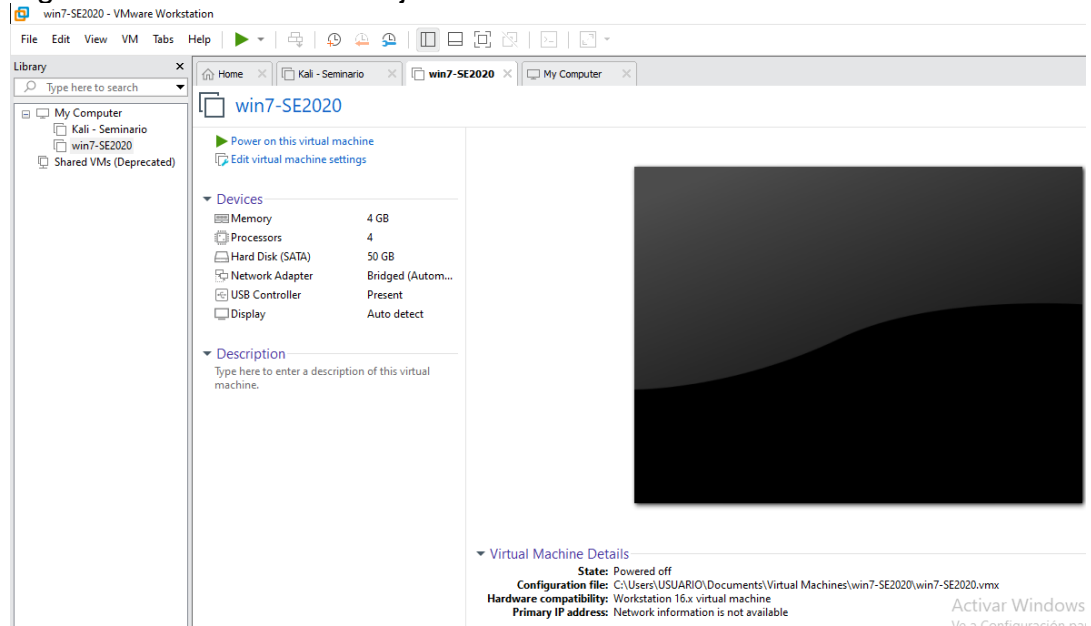 win7-SE2020 - VMware Workstation
File Edit View VM Tabs Help
Library
Type here to search
My Computer
Kali - Seminario
win7-SE2020
Shared VMs (Deprecated)
Home
Kali - Seminario
win7-SE2020
My Computer
win7-SE2020
Power on this virtual machine
Edit virtual machine settings
Devices
Memory 4 GB
Processors 4
Hard Disk (SATA) 50 GB
Network Adapter Bridged (Autom...
USB Controller Present
Display Auto detect
Description
Type here to enter a description of this virtual
machine.
Virtual Machine Details
State: Powered off
Configuration file: C:\Users\USUARIO\Documents\Virtual Machines\win7-SE2020\win7-SE2020.vmx
Hardware compatibility: Workstation 16.x virtual machine
Primary IP address: Network information is not available
Activar Windows